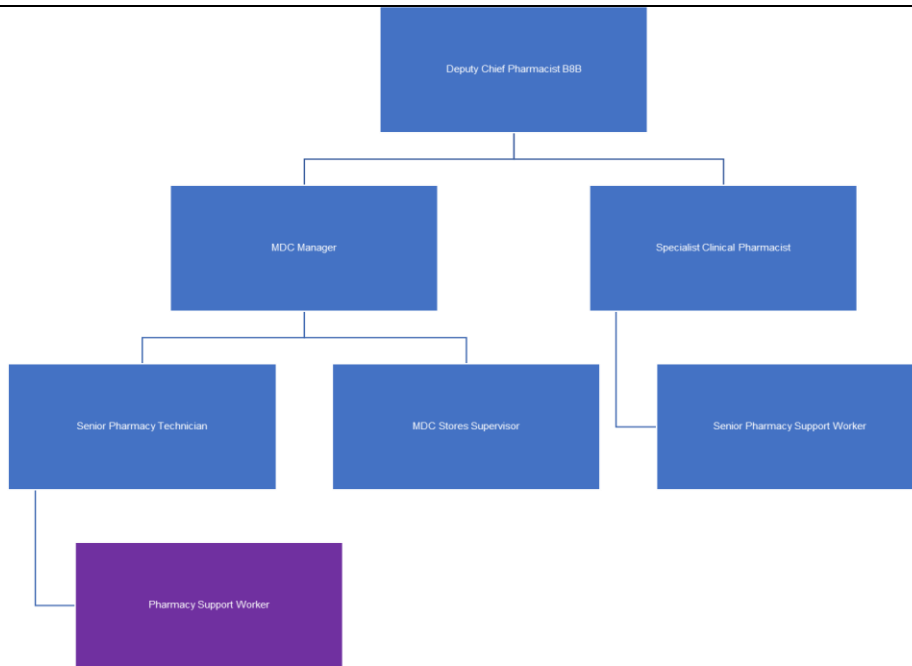 Deputy Chief Pharmacist B8B
MDC Manager
Specialist Clinical Pharmacist
Senior Pharmacy Technician
MDC Stores Supervisor
Senior Pharmacy Support Worker
Pharmacy Support Worker